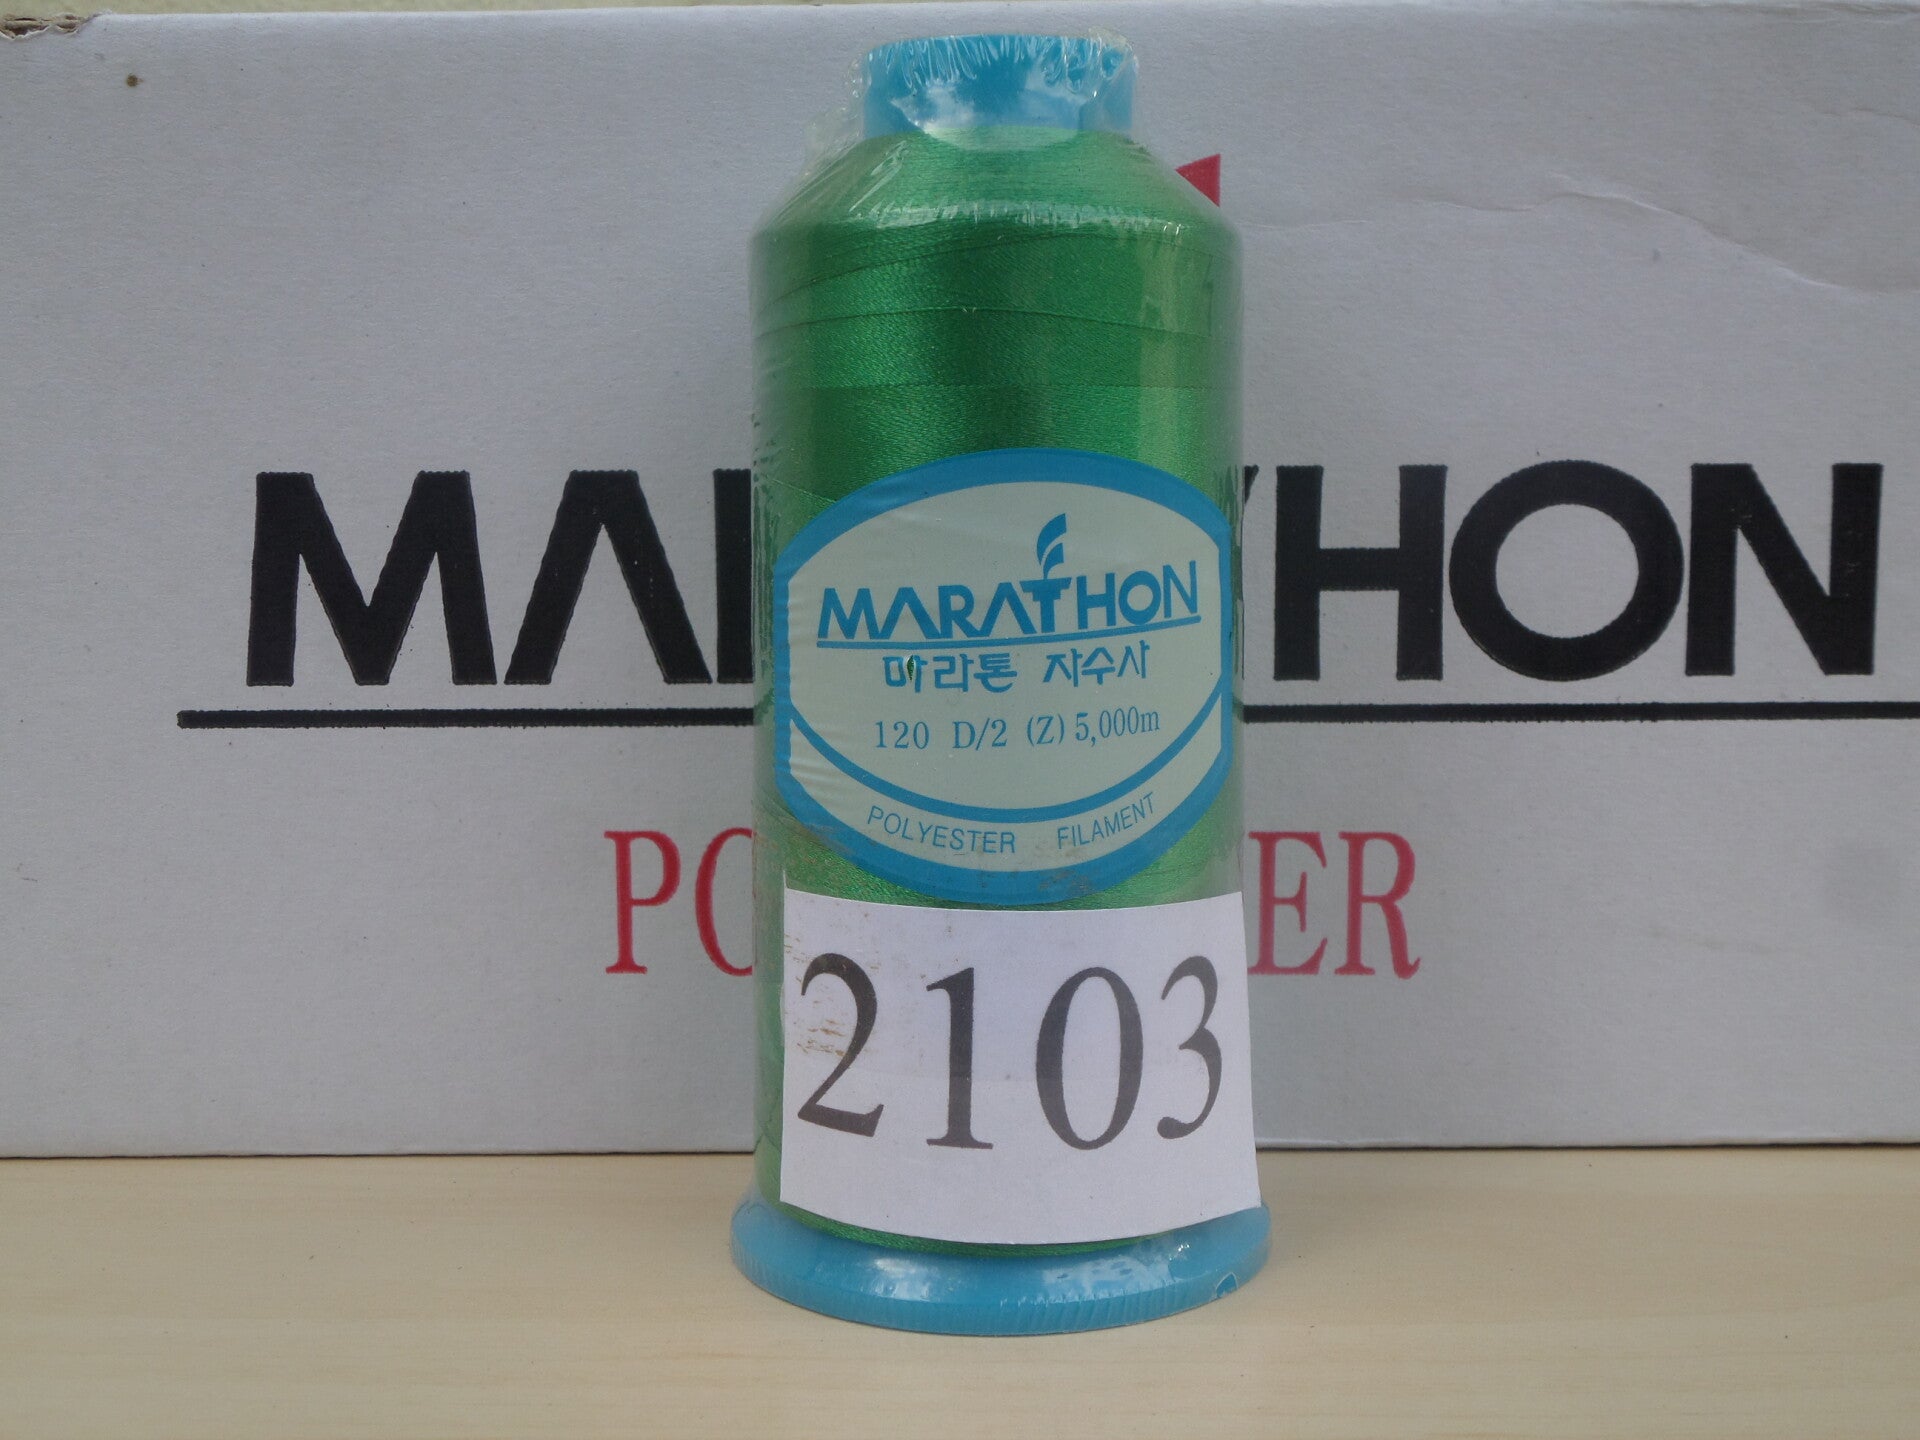 MARATHON
마라톤 자수사
120 D/2 (Z) 5,000m
POLYESTER FILAMENT
2103